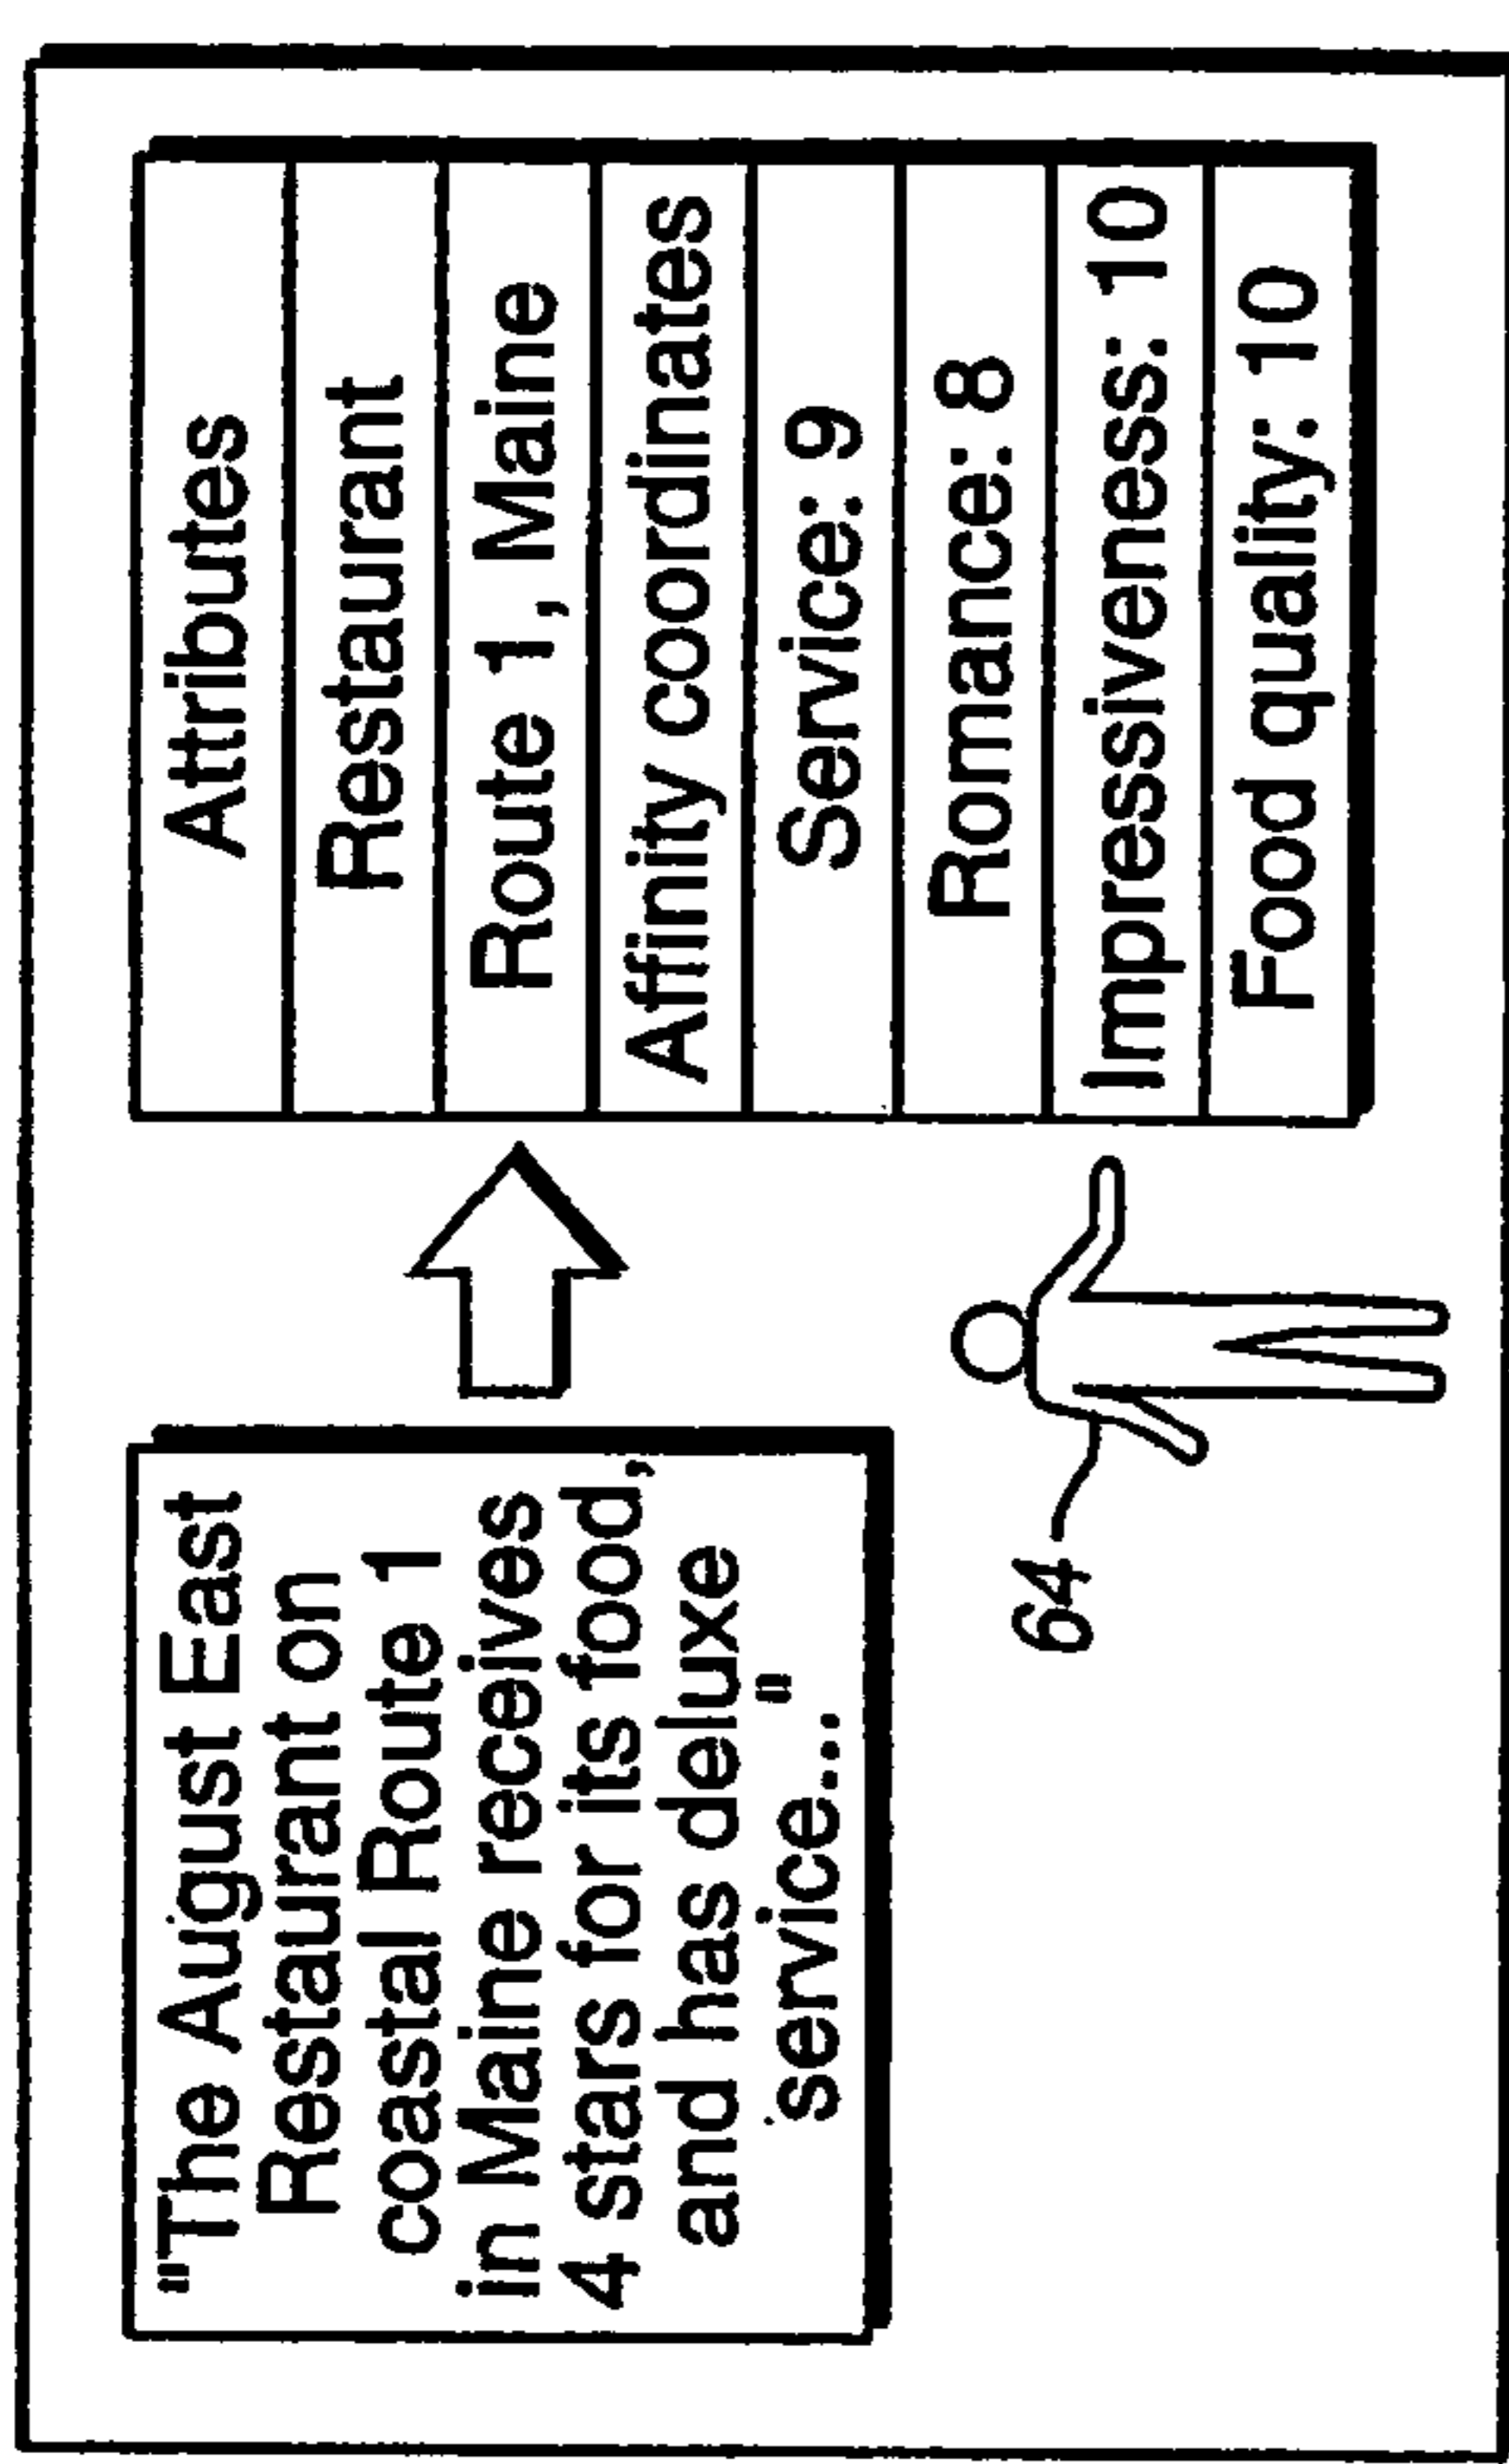 "The August East
Restaurant on
coastal Route 1
in Maine receives
4 stars for its food,
and has deluxe
service..."
64
Attributes
Restaurant
Route 1, Maine
Affinity coordinates
Service: 9
Romance: 8
Impressiveness: 10
Food quality: 10